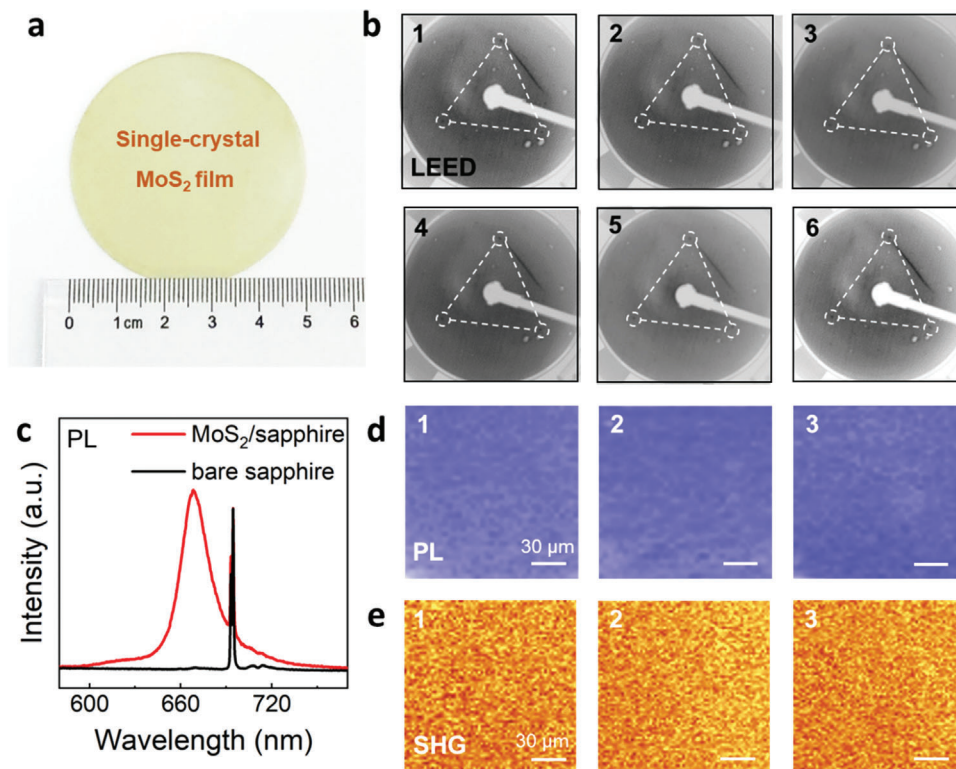 a
Single-crystal
MoS₂ film
0 1 cm 2 3 4 5 6
b
1 2 3
LEED
4 5 6
c
PL
MoS₂/sapphire
bare sapphire
Intensity (a.u.)
600 660 720
Wavelength (nm)
d
1 2 3
PL
30 μm
e
1 2 3
SHG
30 μm